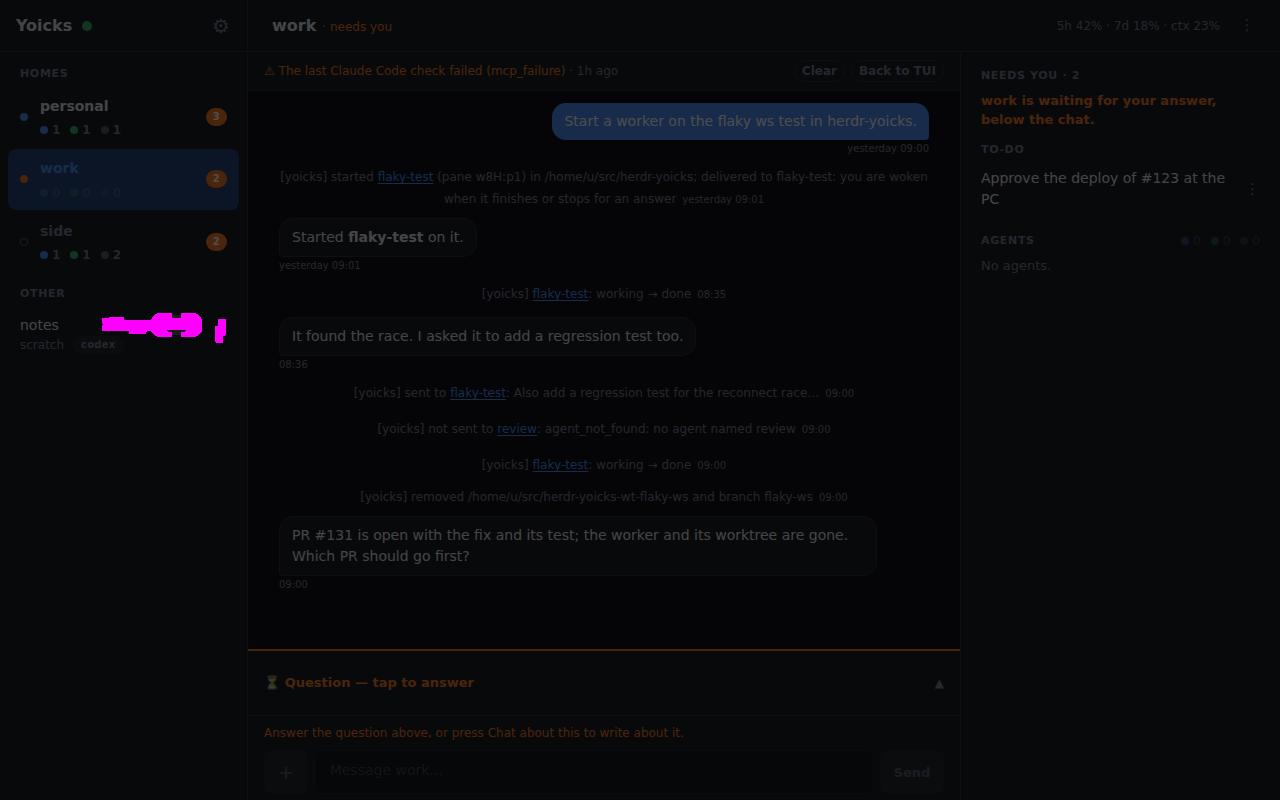 Yoicks
HOMES
personal
3
1 1 1
work
2
0 0 0
side
2
1 1 2
OTHER
notes
scratch codex
work · needs you
5h 42% · 7d 18% · ctx 23%
⚠ The last Claude Code check failed (mcp_failure) · 1h ago
Clear
Back to TUI
Start a worker on the flaky ws test in herdr-yoicks.
yesterday 09:00
[yoicks] started flaky-test (pane w8H:p1) in /home/u/src/herdr-yoicks; delivered to flaky-test: you are woken
when it finishes or stops for an answer yesterday 09:01
Started flaky-test on it.
yesterday 09:01
[yoicks] flaky-test: working → done 08:35
It found the race. I asked it to add a regression test too.
08:36
[yoicks] sent to flaky-test: Also add a regression test for the reconnect race… 09:00
[yoicks] not sent to review: agent_not_found: no agent named review 09:00
[yoicks] flaky-test: working → done 09:00
[yoicks] removed /home/u/src/herdr-yoicks-wt-flaky-ws and branch flaky-ws 09:00
PR #131 is open with the fix and its test; the worker and its worktree are gone.
Which PR should go first?
09:00
⏳ Question — tap to answer
Answer the question above, or press Chat about this to write about it.
+
Message work…
Send
NEEDS YOU · 2
work is waiting for your answer,
below the chat.
TO-DO
Approve the deploy of #123 at the
PC
AGENTS
0 0 0
No agents.